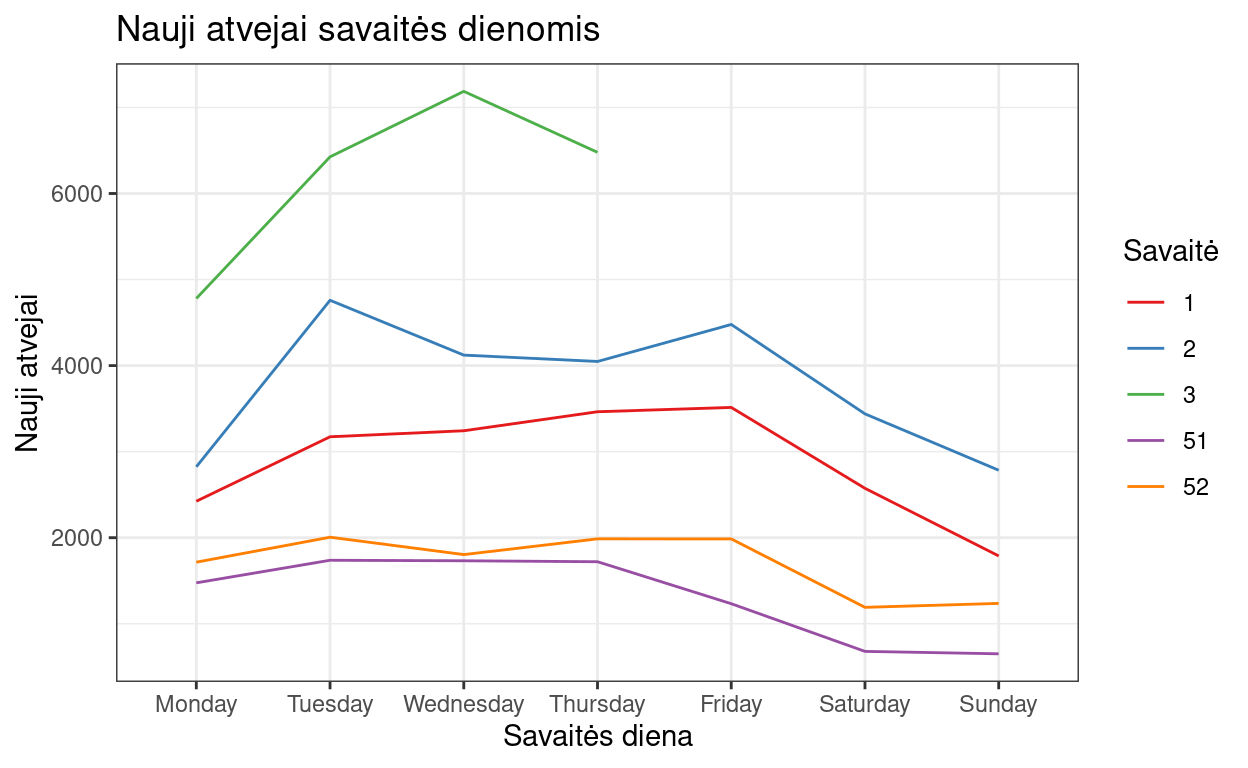 Nauji atvejai savaitės dienomis
Nauji atvejai
6000
4000
2000
Monday Tuesday Wednesday Thursday Friday Saturday Sunday
Savaitės diena
Savaitė
1
2
3
51
52